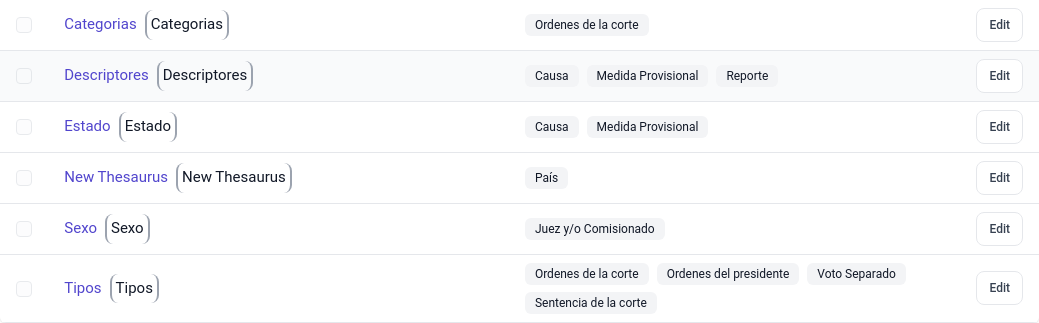 Categorias (Categorias) Ordenes de la corte Edit
Descriptores (Descriptores) Causa Medida Provisional Reporte Edit
Estado (Estado) Causa Medida Provisional Edit
New Thesaurus (New Thesaurus) País Edit
Sexo (Sexo) Juez y/o Comisionado Edit
Tipos (Tipos) Ordenes de la corte Ordenes del presidente Voto Separado Edit
Sentencia de la corte